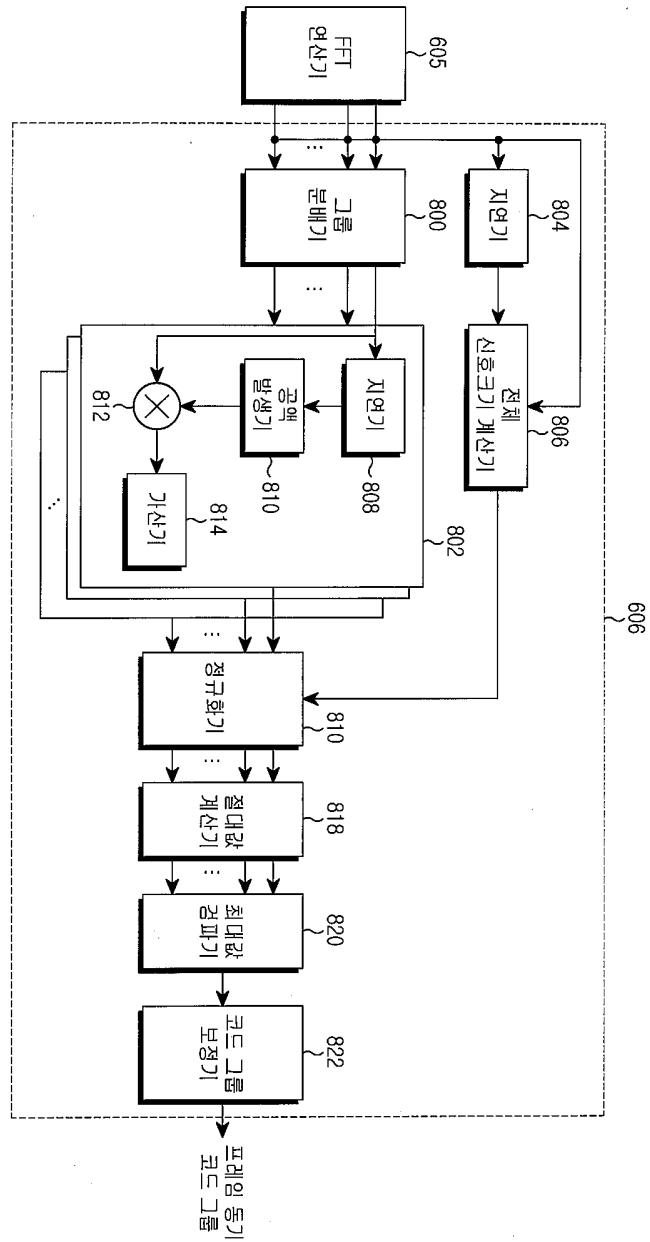 606
FFT
연산기
605
그룹
분배기
800
지연기
804
전체
신호크기 계산기
806
지연기
808
공액
발생기
810
812
가산기
814
802
정규화기
810
절대값
계산기
818
최대값
검파기
820
코드 그룹
보정기
822
프레임 동기
코드 그룹